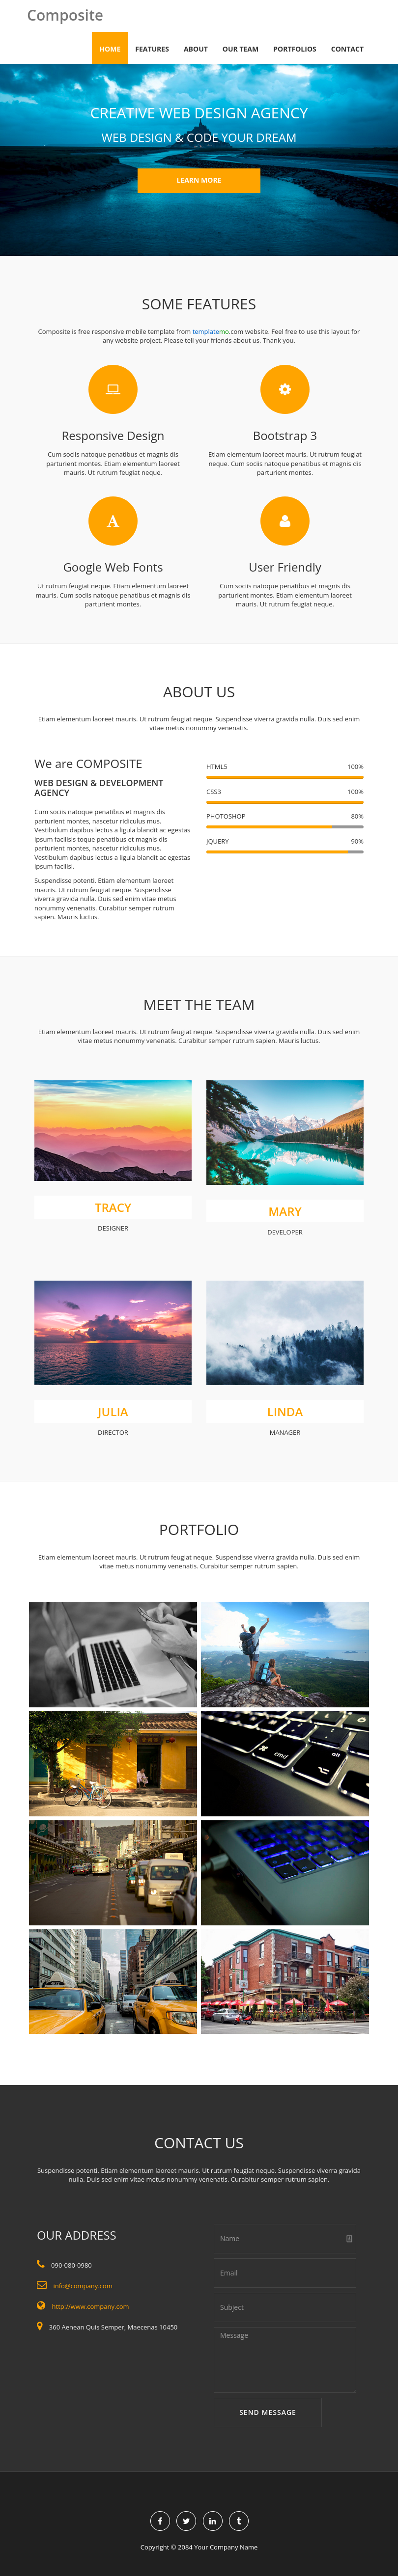 Composite
HOME FEATURES ABOUT OUR TEAM PORTFOLIOS CONTACT
CREATIVE WEB DESIGN AGENCY
WEB DESIGN & CODE YOUR DREAM
LEARN MORE
SOME FEATURES
Composite is free responsive mobile template from templatemo.com website. Feel free to use this layout for
any website project. Please tell your friends about us. Thank you.
Responsive Design
Cum sociis natoque penatibus et magnis dis
parturient montes. Etiam elementum laoreet
mauris. Ut rutrum feugiat neque.
Bootstrap 3
Etiam elementum laoreet mauris. Ut rutrum feugiat
neque. Cum sociis natoque penatibus et magnis dis
parturient montes.
A
Google Web Fonts
Ut rutrum feugiat neque. Etiam elementum laoreet
mauris. Cum sociis natoque penatibus et magnis dis
parturient montes.
User Friendly
Cum sociis natoque penatibus et magnis dis
parturient montes. Etiam elementum laoreet
mauris. Ut rutrum feugiat neque.
ABOUT US
Etiam elementum laoreet mauris. Ut rutrum feugiat neque. Suspendisse viverra gravida nulla. Duis sed enim
vitae metus nonummy venenatis.
We are COMPOSITE
WEB DESIGN & DEVELOPMENT
AGENCY
Cum sociis natoque penatibus et magnis dis
parturient montes, nascetur ridiculus mus.
Vestibulum dapibus lectus a ligula blandit ac egestas
ipsum facilisis toque penatibus et magnis dis
parturient montes, nascetur ridiculus mus.
Vestibulum dapibus lectus a ligula blandit ac egestas
ipsum facilisi.
Suspendisse potenti. Etiam elementum laoreet
mauris. Ut rutrum feugiat neque. Suspendisse
viverra gravida nulla. Duis sed enim vitae metus
nonummy venenatis. Curabitur semper rutrum
sapien. Mauris luctus.
HTML5 100%
CSS3 100%
PHOTOSHOP 80%
JQUERY 90%
MEET THE TEAM
Etiam elementum laoreet mauris. Ut rutrum feugiat neque. Suspendisse viverra gravida nulla. Duis sed enim
vitae metus nonummy venenatis. Curabitur semper rutrum sapien. Mauris luctus.
TRACY
DESIGNER
MARY
DEVELOPER
JULIA
DIRECTOR
LINDA
MANAGER
PORTFOLIO
Etiam elementum laoreet mauris. Ut rutrum feugiat neque. Suspendisse viverra gravida nulla. Duis sed enim
vitae metus nonummy venenatis. Curabitur semper rutrum sapien.
cmd alt
CONTACT US
Suspendisse potenti. Etiam elementum laoreet mauris. Ut rutrum feugiat neque. Suspendisse viverra gravida
nulla. Duis sed enim vitae metus nonummy venenatis. Curabitur semper rutrum sapien.
OUR ADDRESS
090-080-0980
info@company.com
http://www.company.com
360 Aenean Quis Semper, Maecenas 10450
Name
Email
Subject
Message
SEND MESSAGE
Copyright © 2084 Your Company Name